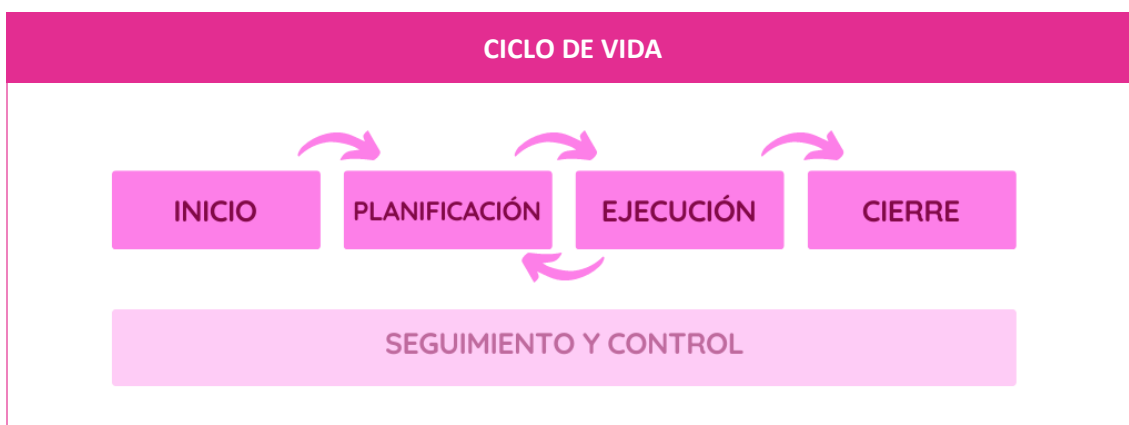 CICLO DE VIDA
INICIO
PLANIFICACIÓN
EJECUCIÓN
CIERRE
SEGUIMIENTO Y CONTROL